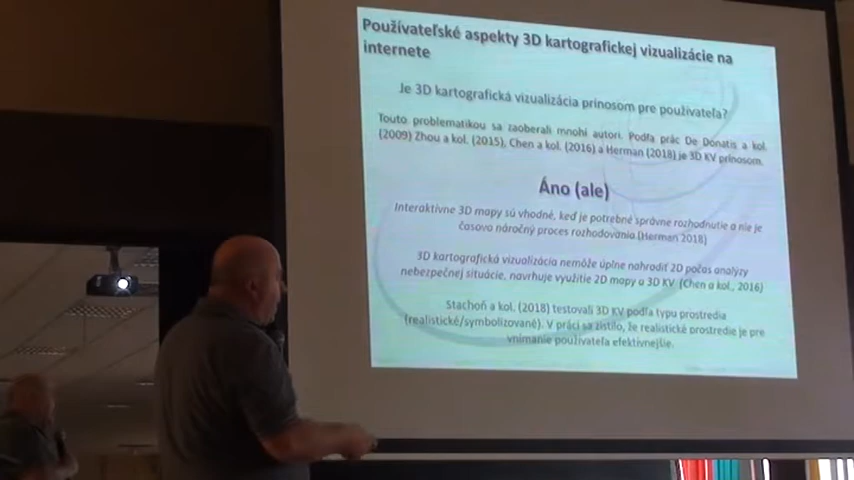 Používateľské aspekty 3D kartografickej vizualizácie na
internete
Je 3D kartografická vizualizácia prínosom pre používateľa?
Touto problematikou sa zaoberali mnohí autori. Podľa prác De Donatis a kol.
(2009) Zhou a kol. (2015), Chen a kol. (2016) a Herman (2018) je 3D KV prínosom.
Áno (ale)
Interaktívne 3D mapy sú vhodné, keď je potrebné správne rozhodnutie a nie je
časovo náročný proces rozhodovania (Herman 2018)
3D kartografická vizualizácia nemôže úplne nahradiť 2D počas analýzy
nebezpečnej situácie, navrhuje využitie 2D mapy a 3D KV (Chen a kol., 2016)
Stachoň a kol. (2018) testovali 3D KV podľa typu prostredia
(realistické/symbolizované). V práci sa zistilo, že realistické prostredie je pre
vnímanie používateľa efektívnejšie.